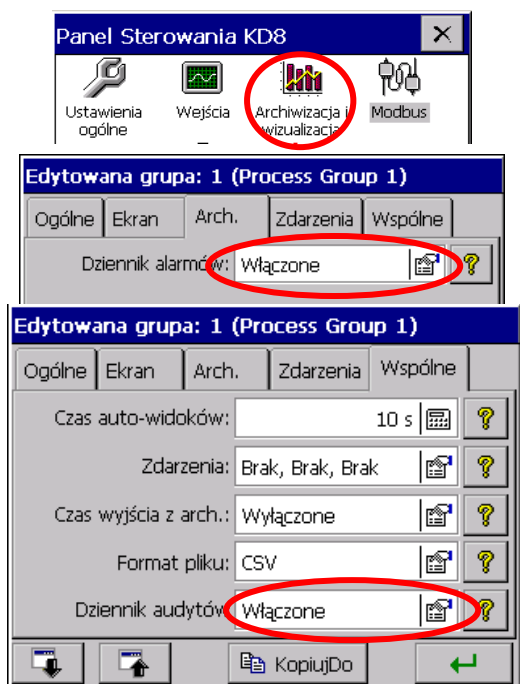 Panel Sterowania KD8
Ustawienia ogólne
Wejścia
Archiwizacja i wizualizacja
Modbus
Edytowana grupa: 1 (Process Group 1)
Ogólne Ekran Arch. Zdarzenia Wspólne
Dziennik alarmów: Włączone
Edytowana grupa: 1 (Process Group 1)
Ogólne Ekran Arch. Zdarzenia Wspólne
Czas auto-widoków: 10 s
Zdarzenia: Brak, Brak, Brak
Czas wyjścia z arch.: Wyłączone
Format pliku: CSV
Dziennik audytów Włączone
KopiujDo